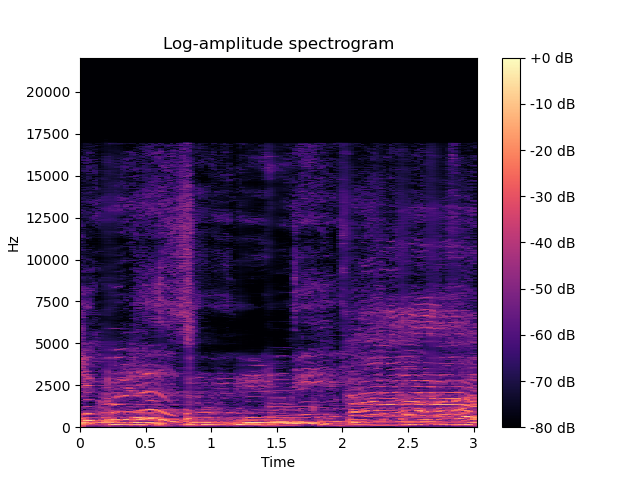 Log-amplitude spectrogram
Hz
20000
17500
15000
12500
10000
7500
5000
2500
0
0 0.5 1 1.5 2 2.5 3
Time
+0 dB
-10 dB
-20 dB
-30 dB
-40 dB
-50 dB
-60 dB
-70 dB
-80 dB